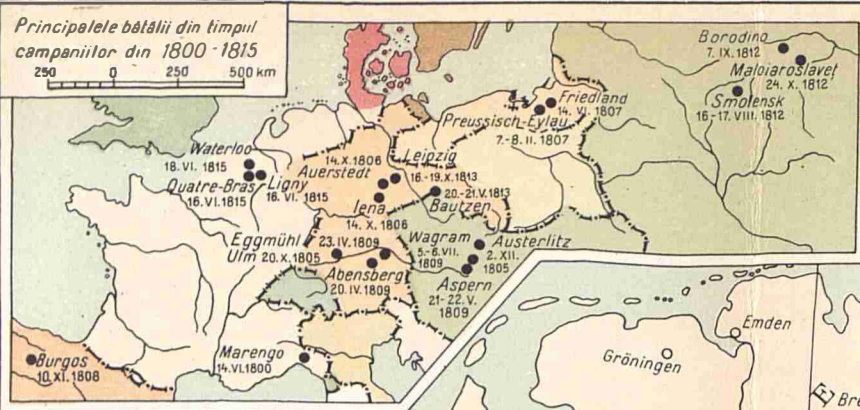 Principalele bătălii din timpul
campaniilor din 1800-1815
250 0 250 500 km
Borodino
7. IX. 1812
Maloiaroslaveț
24. X. 1812
Smolensk
16-17. VIII. 1812
Friedland
14. VI. 1807
Preussisch-Eylau
7.-8. II. 1807
Waterloo
18. VI. 1815
Quatre-Bras
16. VI. 1815
Ligny
16. VI. 1815
14. X. 1806
Auerstedt
Leipzig
16.-19. X. 1813
Iena
14. X. 1806
20.-21. V. 1813
Bautzen
Eggmühl
23. IV. 1809
Ulm 20. X. 1805
Abensberg
20. IV. 1809
Wagram
5.-6. VII.
1809
Austerlitz
2. XII.
1805
Aspern
21-22. V.
1809
Burgos
10. XI. 1808
Marengo
14. VI. 1800
Emden
Gröningen
Bre